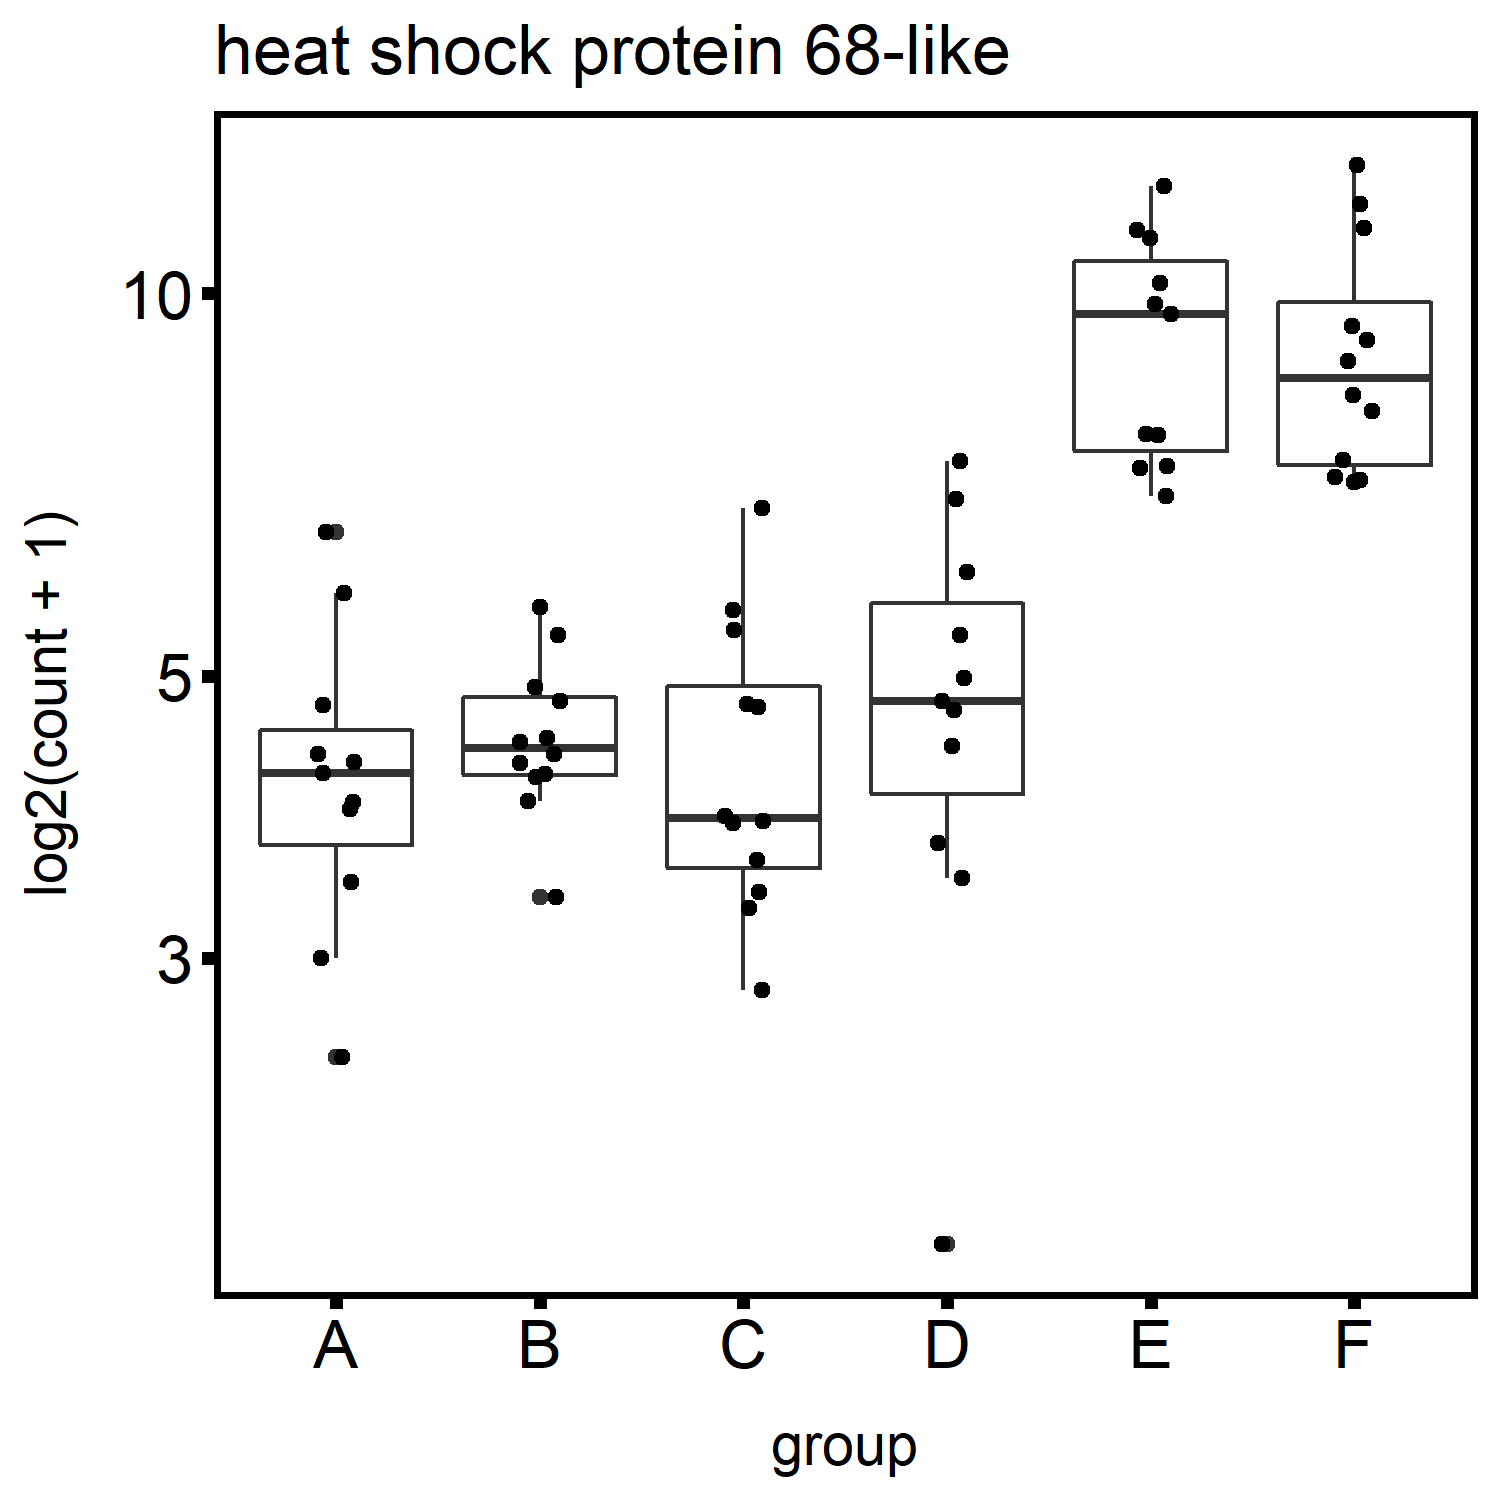 heat shock protein 68-like
log2(count + 1)
10
5
3
A B C D E F
group